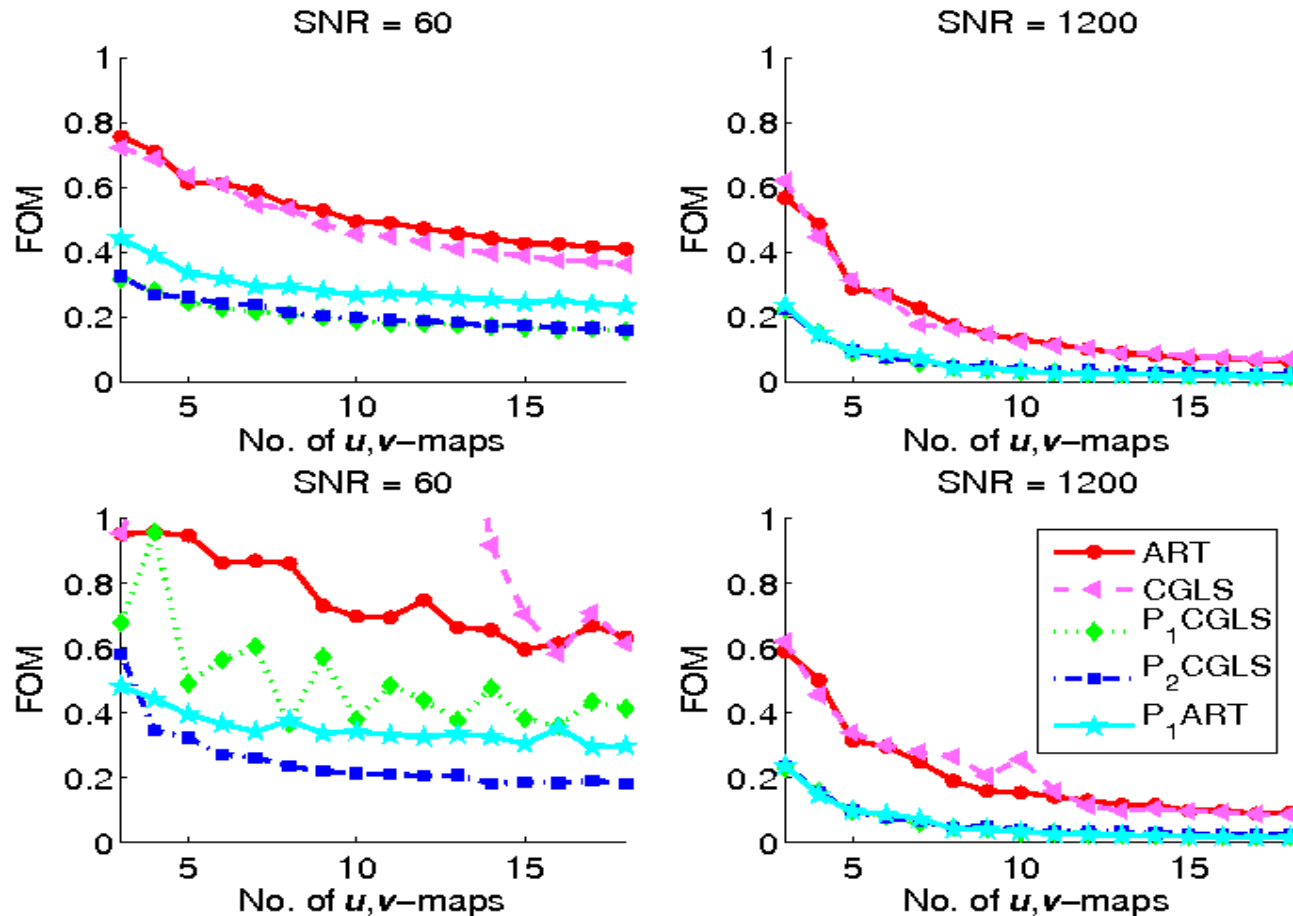 SNR = 60
1
0.8
0.6
0.4
0.2
0
FOM
5
10
15
No. of u,v–maps
SNR = 1200
1
0.8
0.6
0.4
0.2
0
FOM
5
10
15
No. of u,v–maps
SNR = 60
1
0.8
0.6
0.4
0.2
0
FOM
5
10
15
No. of u,v–maps
SNR = 1200
1
0.8
0.6
0.4
0.2
0
FOM
5
10
15
No. of u,v–maps
ART
CGLS
P₁CGLS
P₂CGLS
P₁ART